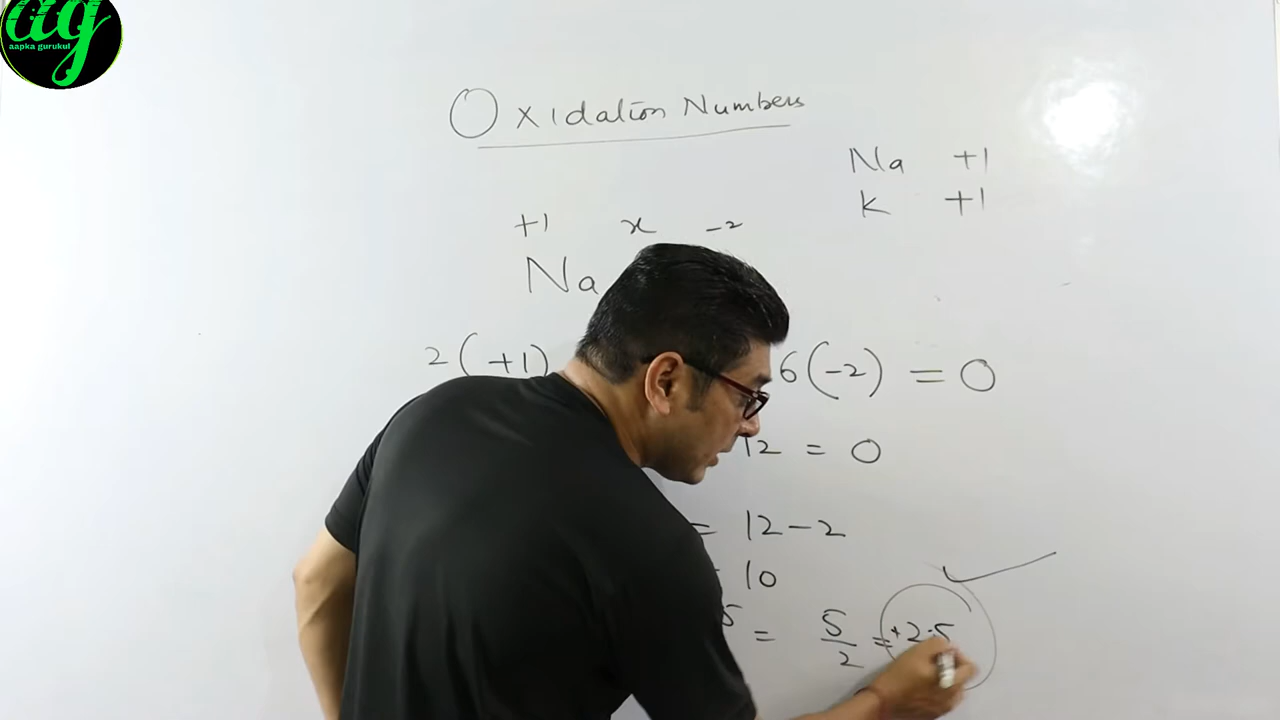 ag
aapka gurukul
Oxidation Numbers
Na +1
K +1
+1 x -2
Na
2(+1) 6(-2) = 0
12 = 0
= 12-2
10
= 5/2 = +2.5